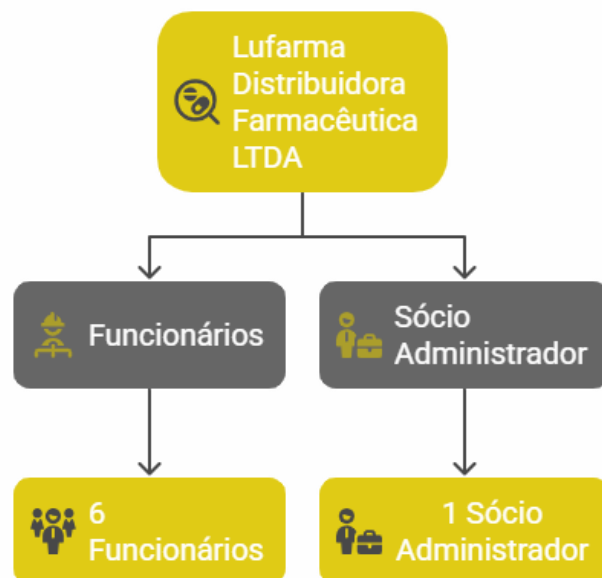 Lufarma
Distribuidora
Farmacêutica
LTDA
Funcionários
Sócio
Administrador
6
Funcionários
1 Sócio
Administrador